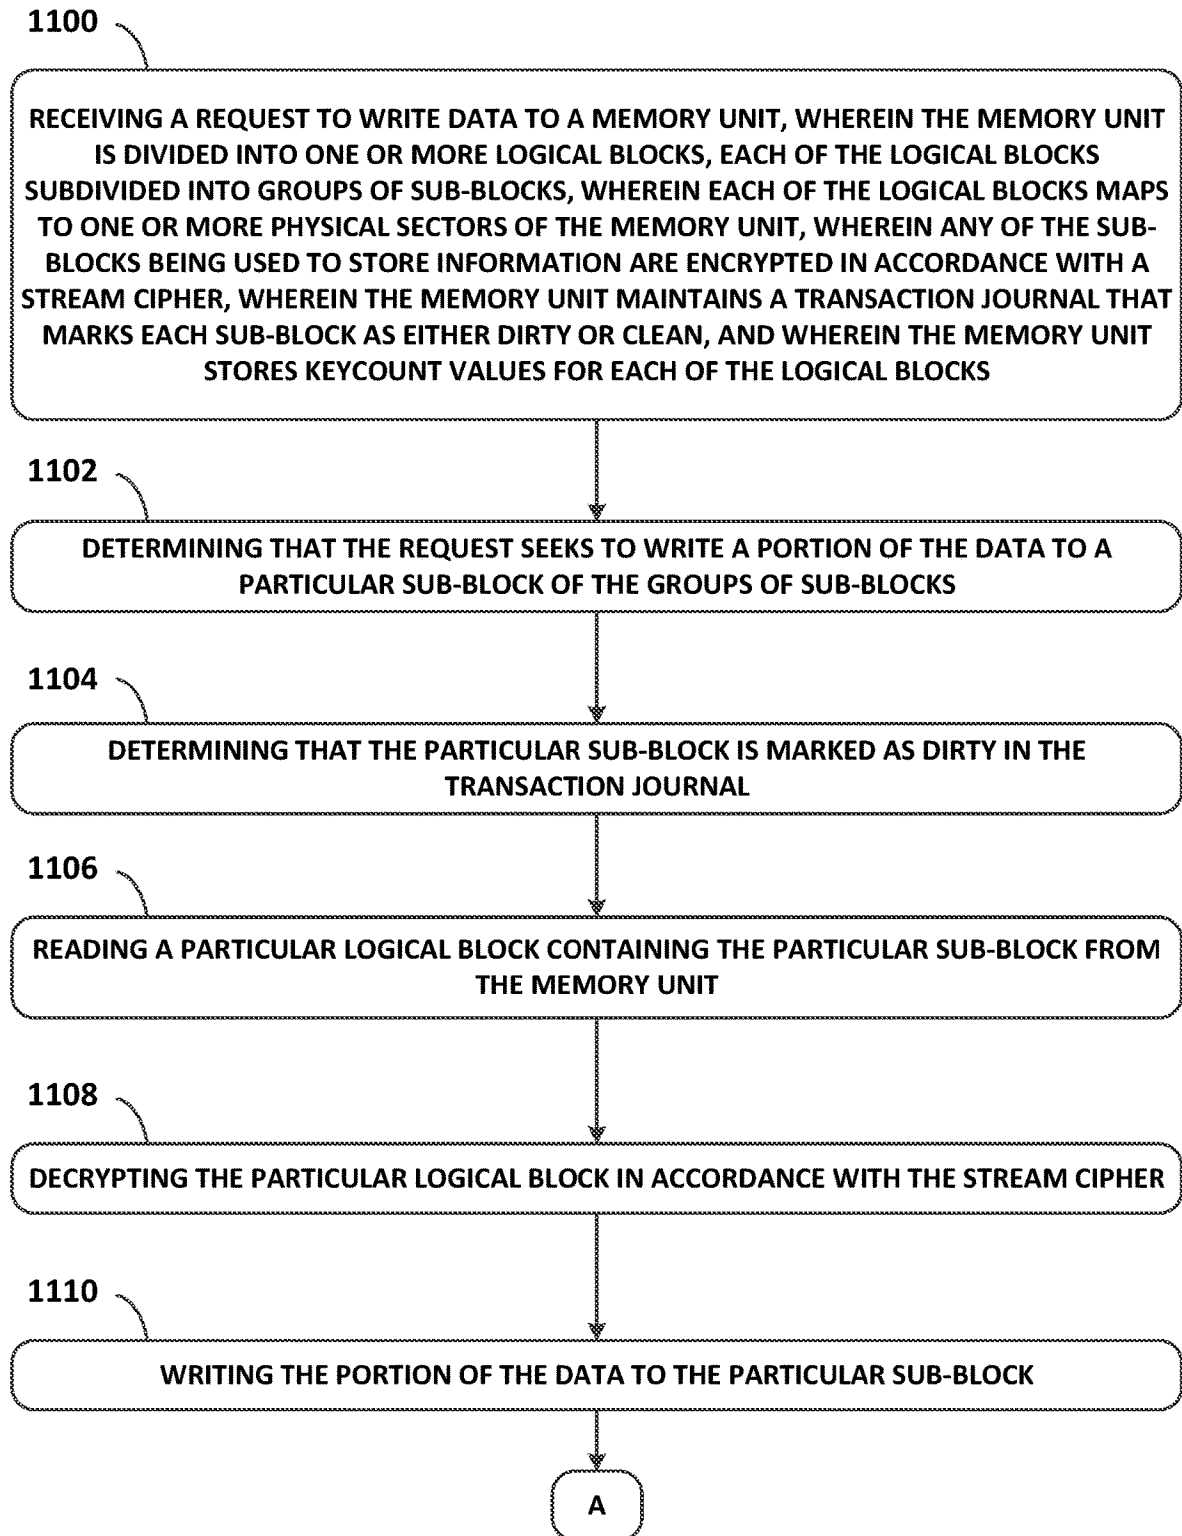 1100
RECEIVING A REQUEST TO WRITE DATA TO A MEMORY UNIT, WHEREIN THE MEMORY UNIT
IS DIVIDED INTO ONE OR MORE LOGICAL BLOCKS, EACH OF THE LOGICAL BLOCKS
SUBDIVIDED INTO GROUPS OF SUB-BLOCKS, WHEREIN EACH OF THE LOGICAL BLOCKS MAPS
TO ONE OR MORE PHYSICAL SECTORS OF THE MEMORY UNIT, WHEREIN ANY OF THE SUB-
BLOCKS BEING USED TO STORE INFORMATION ARE ENCRYPTED IN ACCORDANCE WITH A
STREAM CIPHER, WHEREIN THE MEMORY UNIT MAINTAINS A TRANSACTION JOURNAL THAT
MARKS EACH SUB-BLOCK AS EITHER DIRTY OR CLEAN, AND WHEREIN THE MEMORY UNIT
STORES KEYCOUNT VALUES FOR EACH OF THE LOGICAL BLOCKS
1102
DETERMINING THAT THE REQUEST SEEKS TO WRITE A PORTION OF THE DATA TO A
PARTICULAR SUB-BLOCK OF THE GROUPS OF SUB-BLOCKS
1104
DETERMINING THAT THE PARTICULAR SUB-BLOCK IS MARKED AS DIRTY IN THE
TRANSACTION JOURNAL
1106
READING A PARTICULAR LOGICAL BLOCK CONTAINING THE PARTICULAR SUB-BLOCK FROM
THE MEMORY UNIT
1108
DECRYPTING THE PARTICULAR LOGICAL BLOCK IN ACCORDANCE WITH THE STREAM CIPHER
1110
WRITING THE PORTION OF THE DATA TO THE PARTICULAR SUB-BLOCK
A